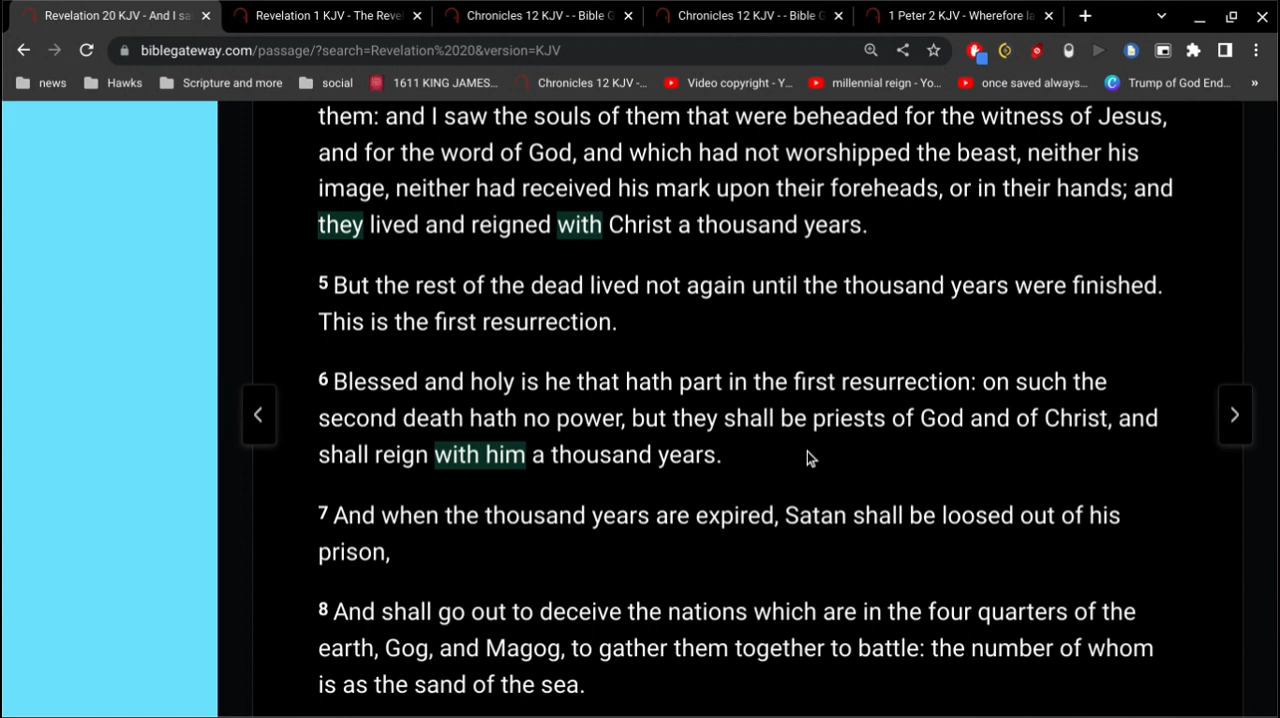 Revelation 20 KJV - And I sa
Revelation 1 KJV - The Reve
Chronicles 12 KJV - - Bible G
Chronicles 12 KJV - - Bible G
1 Peter 2 KJV - Wherefore la
biblegateway.com/passage/?search=Revelation%2020&version=KJV
news
Hawks
Scripture and more
social
1611 KING JAMES...
Chronicles 12 KJV -...
Video copyright - Y...
millennial reign - Yo...
once saved always...
Trump of God End...
»
them: and I saw the souls of them that were beheaded for the witness of Jesus,
and for the word of God, and which had not worshipped the beast, neither his
image, neither had received his mark upon their foreheads, or in their hands; and
they lived and reigned with Christ a thousand years.
5 But the rest of the dead lived not again until the thousand years were finished.
This is the first resurrection.
6 Blessed and holy is he that hath part in the first resurrection: on such the
second death hath no power, but they shall be priests of God and of Christ, and
shall reign with him a thousand years.
7 And when the thousand years are expired, Satan shall be loosed out of his
prison,
8 And shall go out to deceive the nations which are in the four quarters of the
earth, Gog, and Magog, to gather them together to battle: the number of whom
is as the sand of the sea.